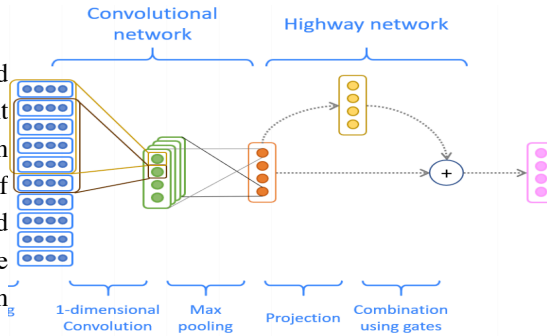 Convolutional
network
Highway network
d
t
n
f
d
e
n
+
g
1-dimensional
Convolution
Max
pooling
Projection
Combination
using gates